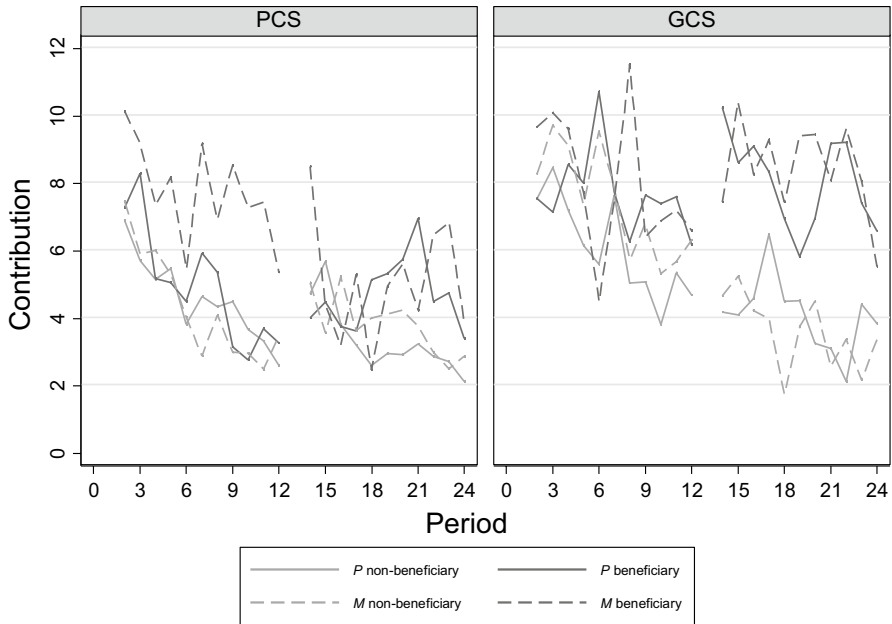 PCS GCS
12
10
8
6
4
2
0
Contribution
0 3 6 9 12 15 18 21 24 0 3 6 9 12 15 18 21 24
Period
P non-beneficiary P beneficiary
M non-beneficiary M beneficiary